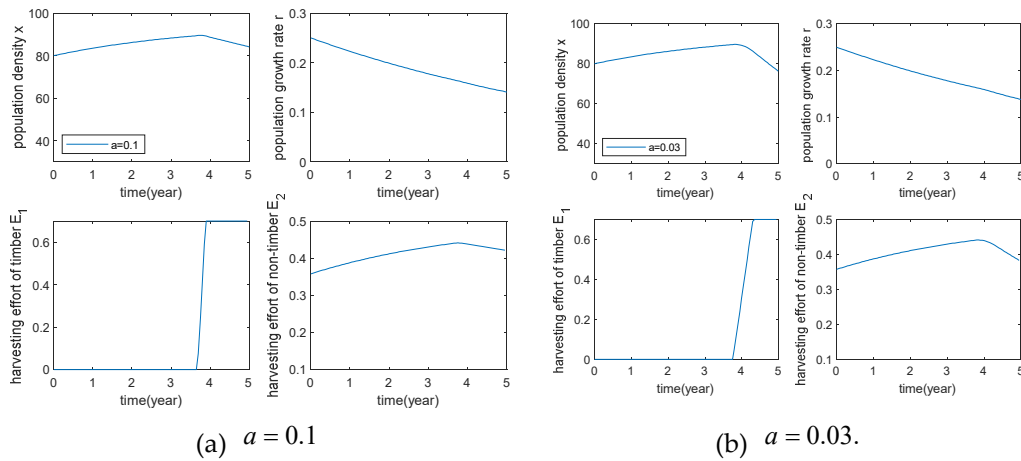 population density x
100
80
60
40
0 1 2 3 4 5
time(year)
a=0.1
population growth rate r
0.3
0.2
0.1
0
0 1 2 3 4 5
time(year)
harvesting effort of timber E1
0.6
0.4
0.2
0
0 1 2 3 4 5
time(year)
harvesting effort of non-timber E2
0.5
0.4
0.3
0.2
0.1
0 1 2 3 4 5
time(year)
(a) a = 0.1
population density x
100
80
60
40
0 1 2 3 4 5
time(year)
a=0.03
population growth rate r
0.3
0.2
0.1
0
0 1 2 3 4 5
time(year)
harvesting effort of timber E1
0.6
0.4
0.2
0
0 1 2 3 4 5
time(year)
harvesting effort of non-timber E2
0.5
0.4
0.3
0.2
0.1
0 1 2 3 4 5
time(year)
(b) a = 0.03.